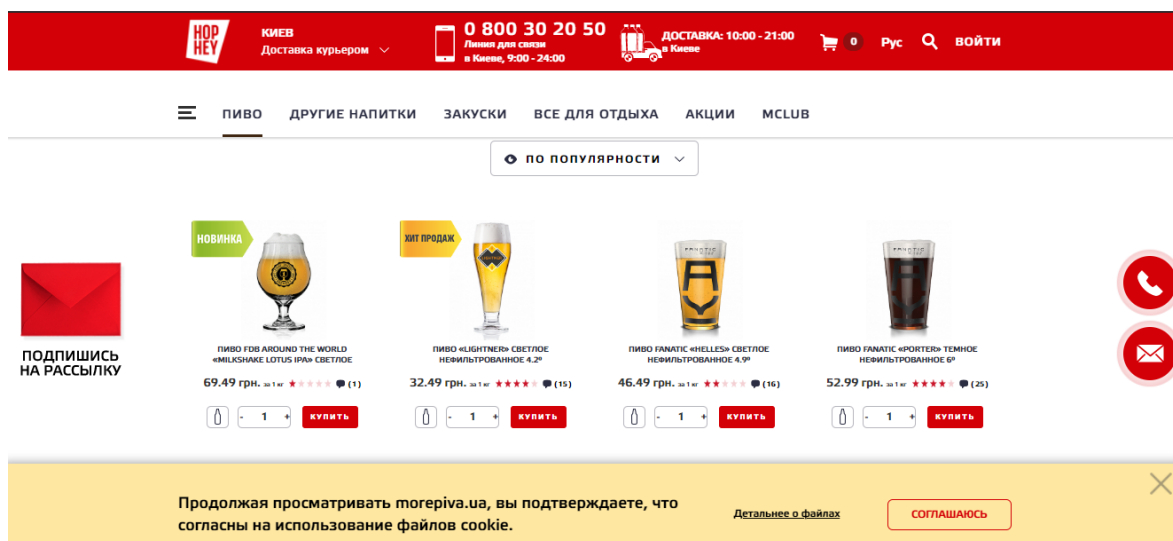 HOP HEY
КИЕВ
Доставка курьером
0 800 30 20 50
Линия для связи
в Киеве, 9:00 - 24:00
ДОСТАВКА: 10:00 - 21:00
в Киеве
0
Рус
ВОЙТИ
ПИВО ДРУГИЕ НАПИТКИ ЗАКУСКИ ВСЕ ДЛЯ ОТДЫХА АКЦИИ MCLUB
ПО ПОПУЛЯРНОСТИ
НОВИНКА
ПИВО FDB AROUND THE WORLD
«MILKSHAKE LOTUS IPA» СВЕТЛОЕ
69.49 грн. за 1 кг (1)
- 1 + КУПИТЬ
ХИТ ПРОДАЖ
ПИВО «LIGHTNER» СВЕТЛОЕ
НЕФИЛЬТРОВАННОЕ 4.2º
32.49 грн. за 1 кг (15)
- 1 + КУПИТЬ
ПИВО FANATIC «HELLES» СВЕТЛОЕ
НЕФИЛЬТРОВАННОЕ 4.9º
46.49 грн. за 1 кг (16)
- 1 + КУПИТЬ
ПИВО FANATIC «PORTER» ТЕМНОЕ
НЕФИЛЬТРОВАННОЕ 6º
52.99 грн. за 1 кг (25)
- 1 + КУПИТЬ
ПОДПИШИСЬ
НА РАССЫЛКУ
Продолжая просматривать morepiva.ua, вы подтверждаете, что
согласны на использование файлов cookie.
Детальнее о файлах
СОГЛАШАЮСЬ